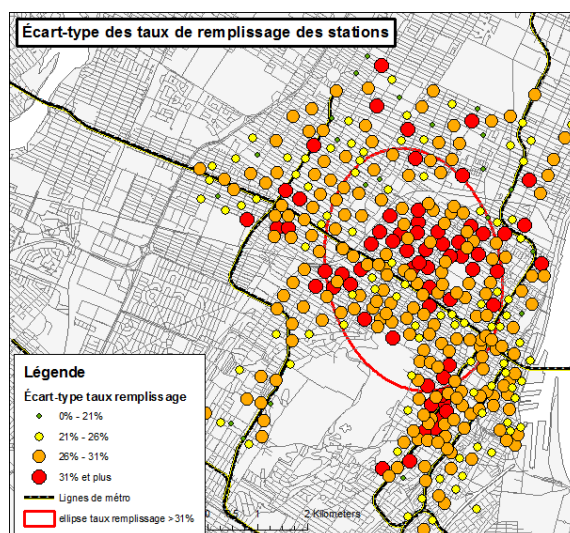 Écart-type des taux de remplissage des stations
Légende
Écart-type taux remplissage
0% - 21%
21% - 26%
26% - 31%
31% et plus
Lignes de métro
ellipse taux remplissage >31%
1
2 Kilometers